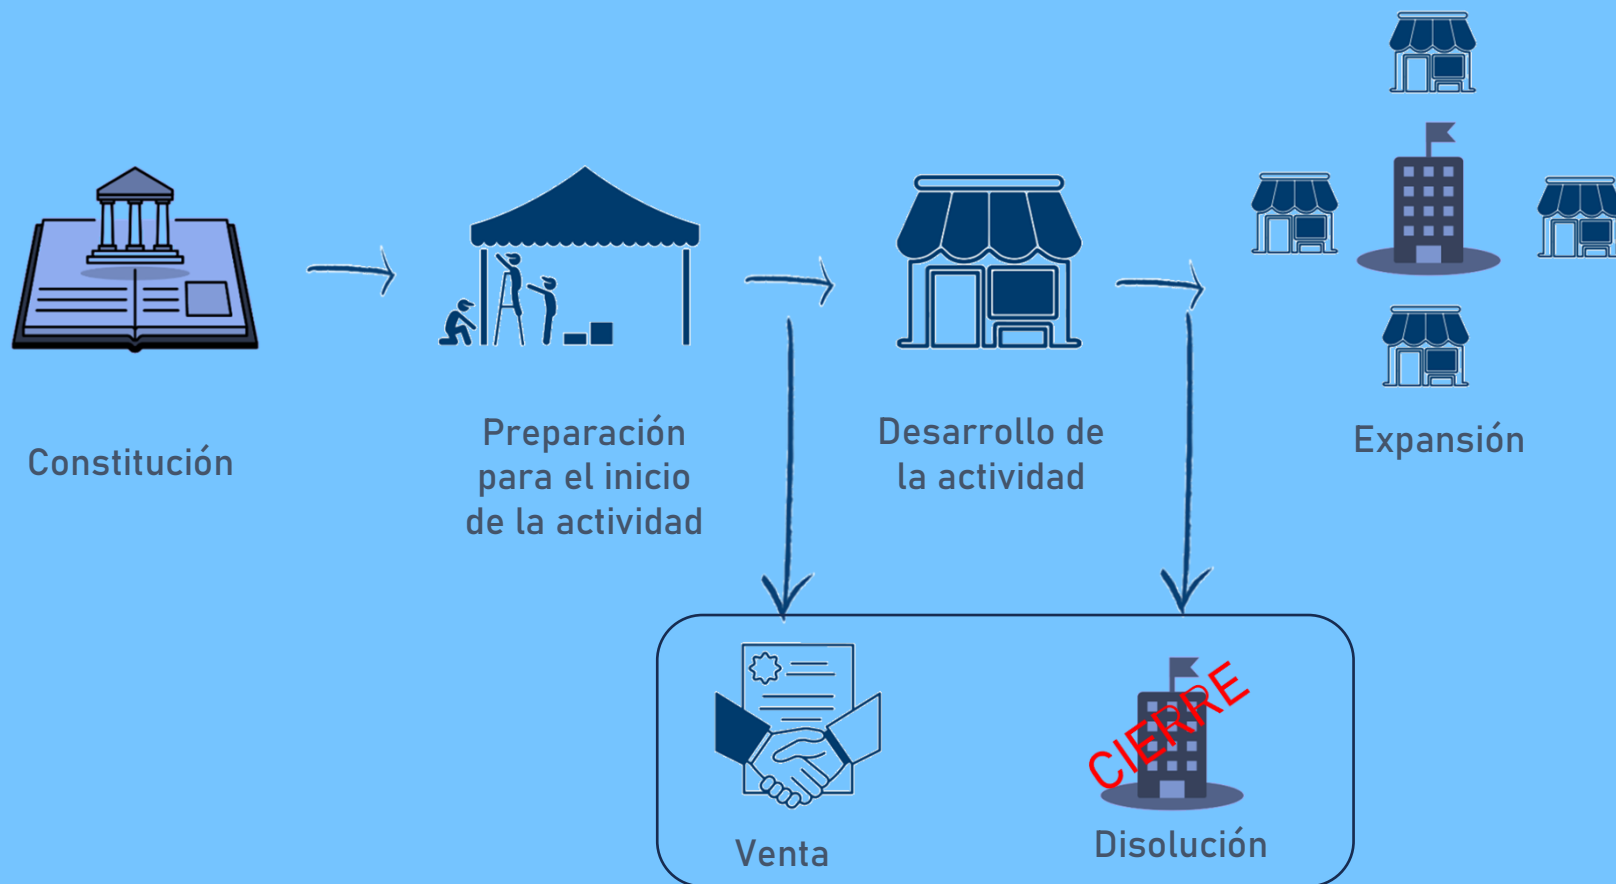 Constitución
Preparación
para el inicio
de la actividad
Desarrollo de
la actividad
Expansión
Venta
CIERRE
Disolución